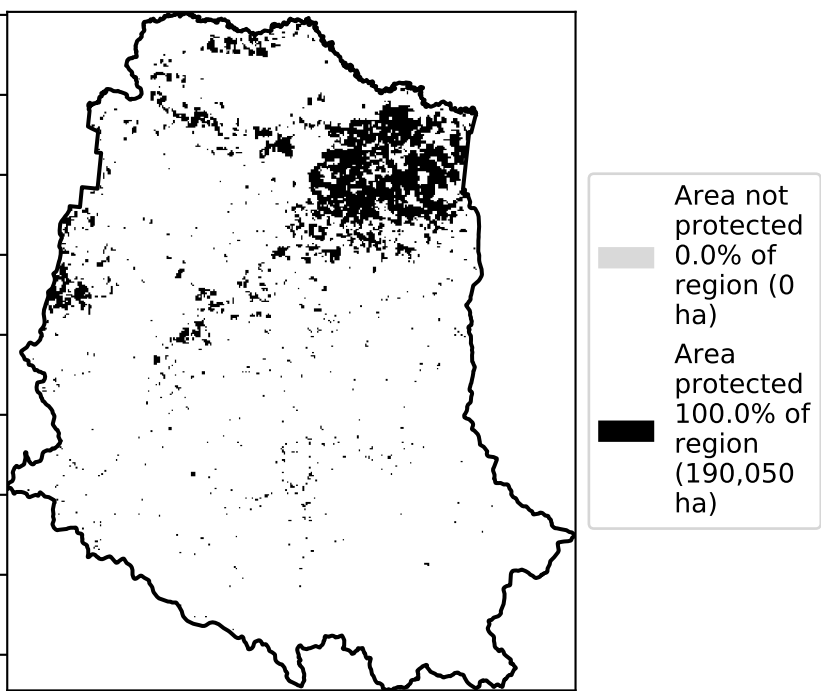 Area not
protected
0.0% of
region (0
ha)
Area
protected
100.0% of
region
(190,050
ha)